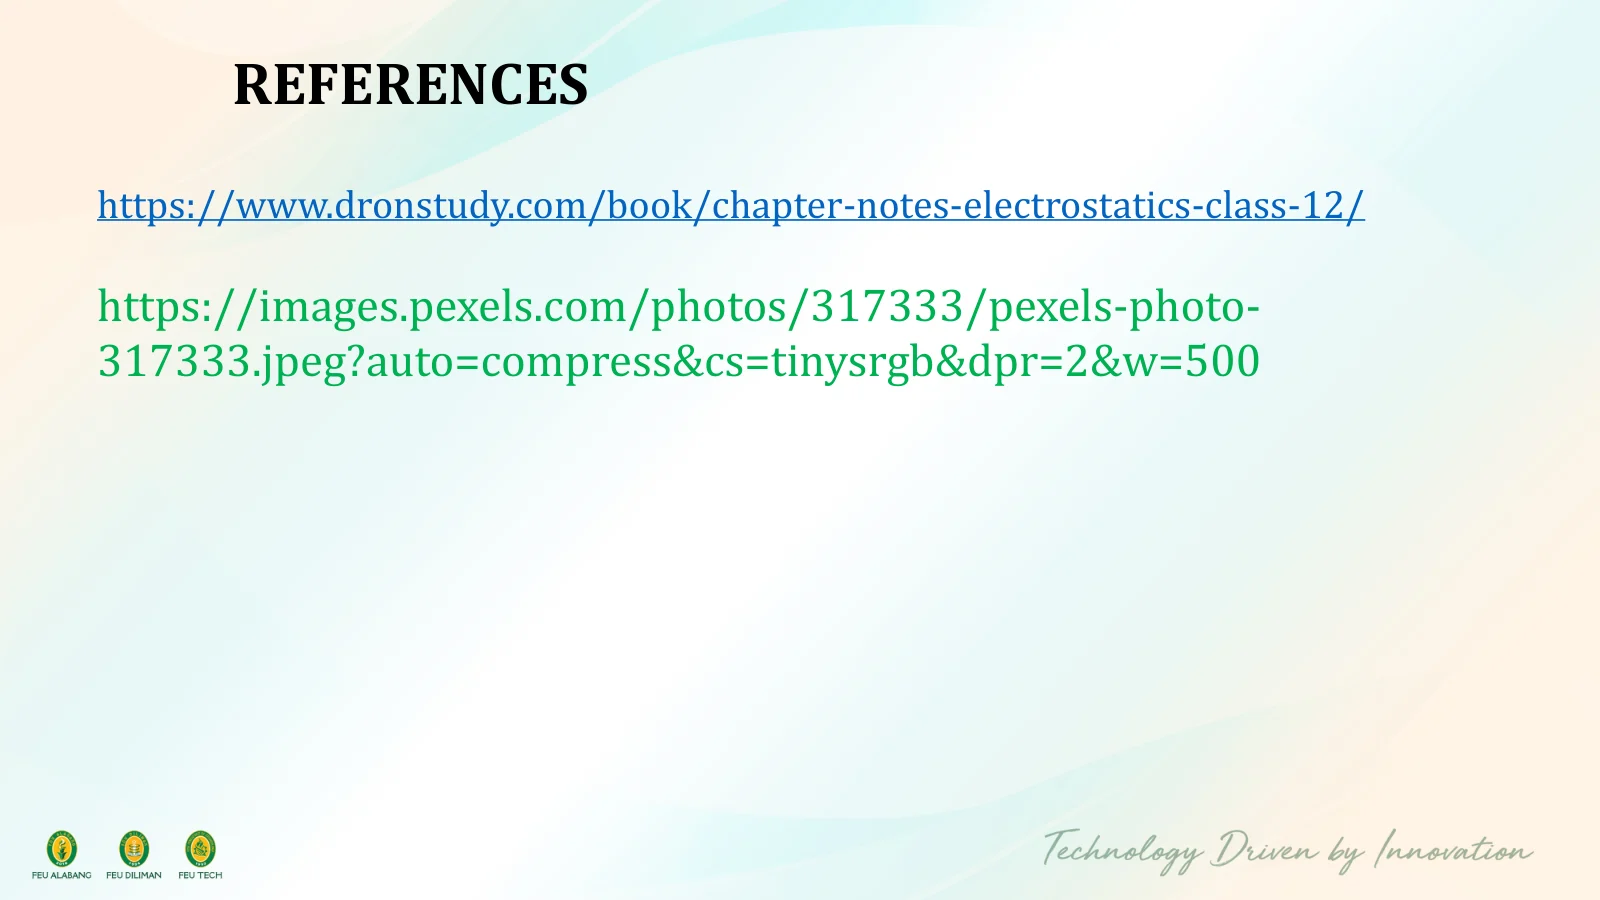 REFERENCES
https://www.dronstudy.com/book/chapter-notes-electrostatics-class-12/
https://images.pexels.com/photos/317333/pexels-photo-
317333.jpeg?auto=compress&cs=tinysrgb&dpr=2&w=500
FEU ALABANG FEU DILIMAN FEU TECH
Technology Driven by Innovation